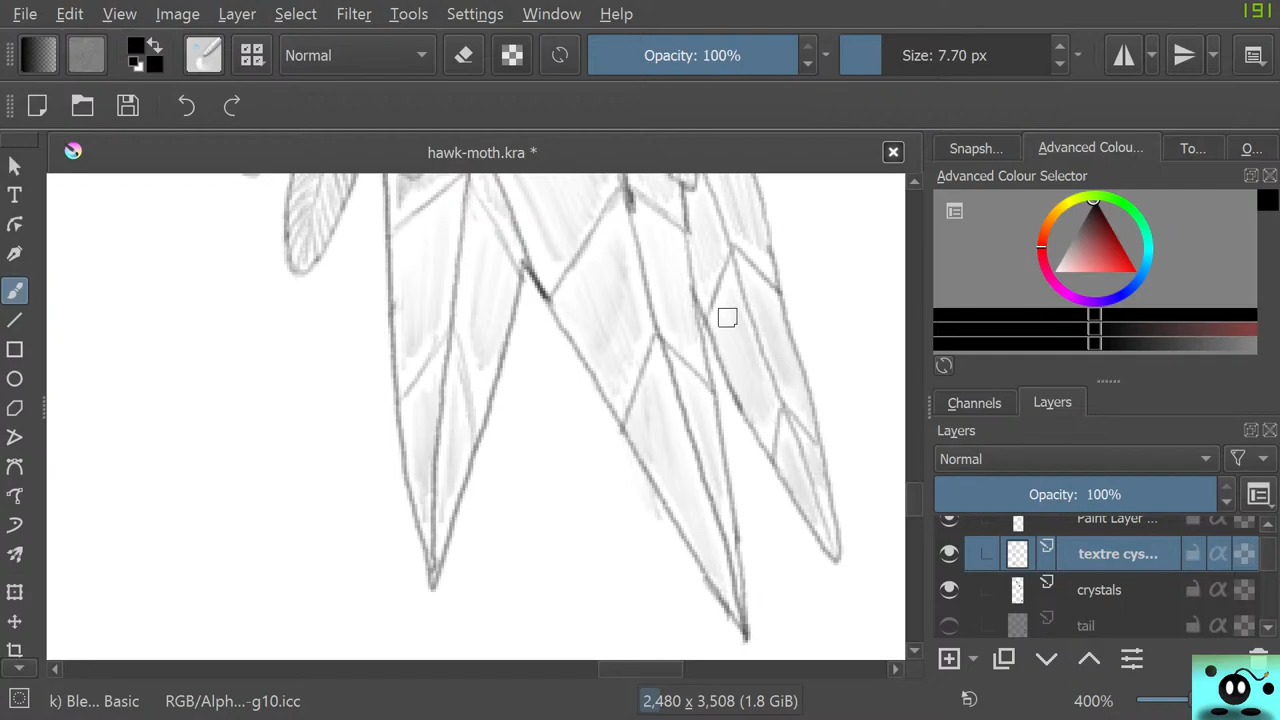 File Edit View Image Layer Select Filter Tools Settings Window Help
191
Normal
Opacity: 100%
Size: 7.70 px
hawk-moth.kra *
Snapsh...
Advanced Colou...
To...
O...
Advanced Colour Selector
Channels
Layers
Layers
Normal
Opacity: 100%
Paint Layer ...
textre cys...
crystals
tail
k) Ble... Basic
RGB/Alph...-g10.icc
2,480 x 3,508 (1.8 GiB)
400%